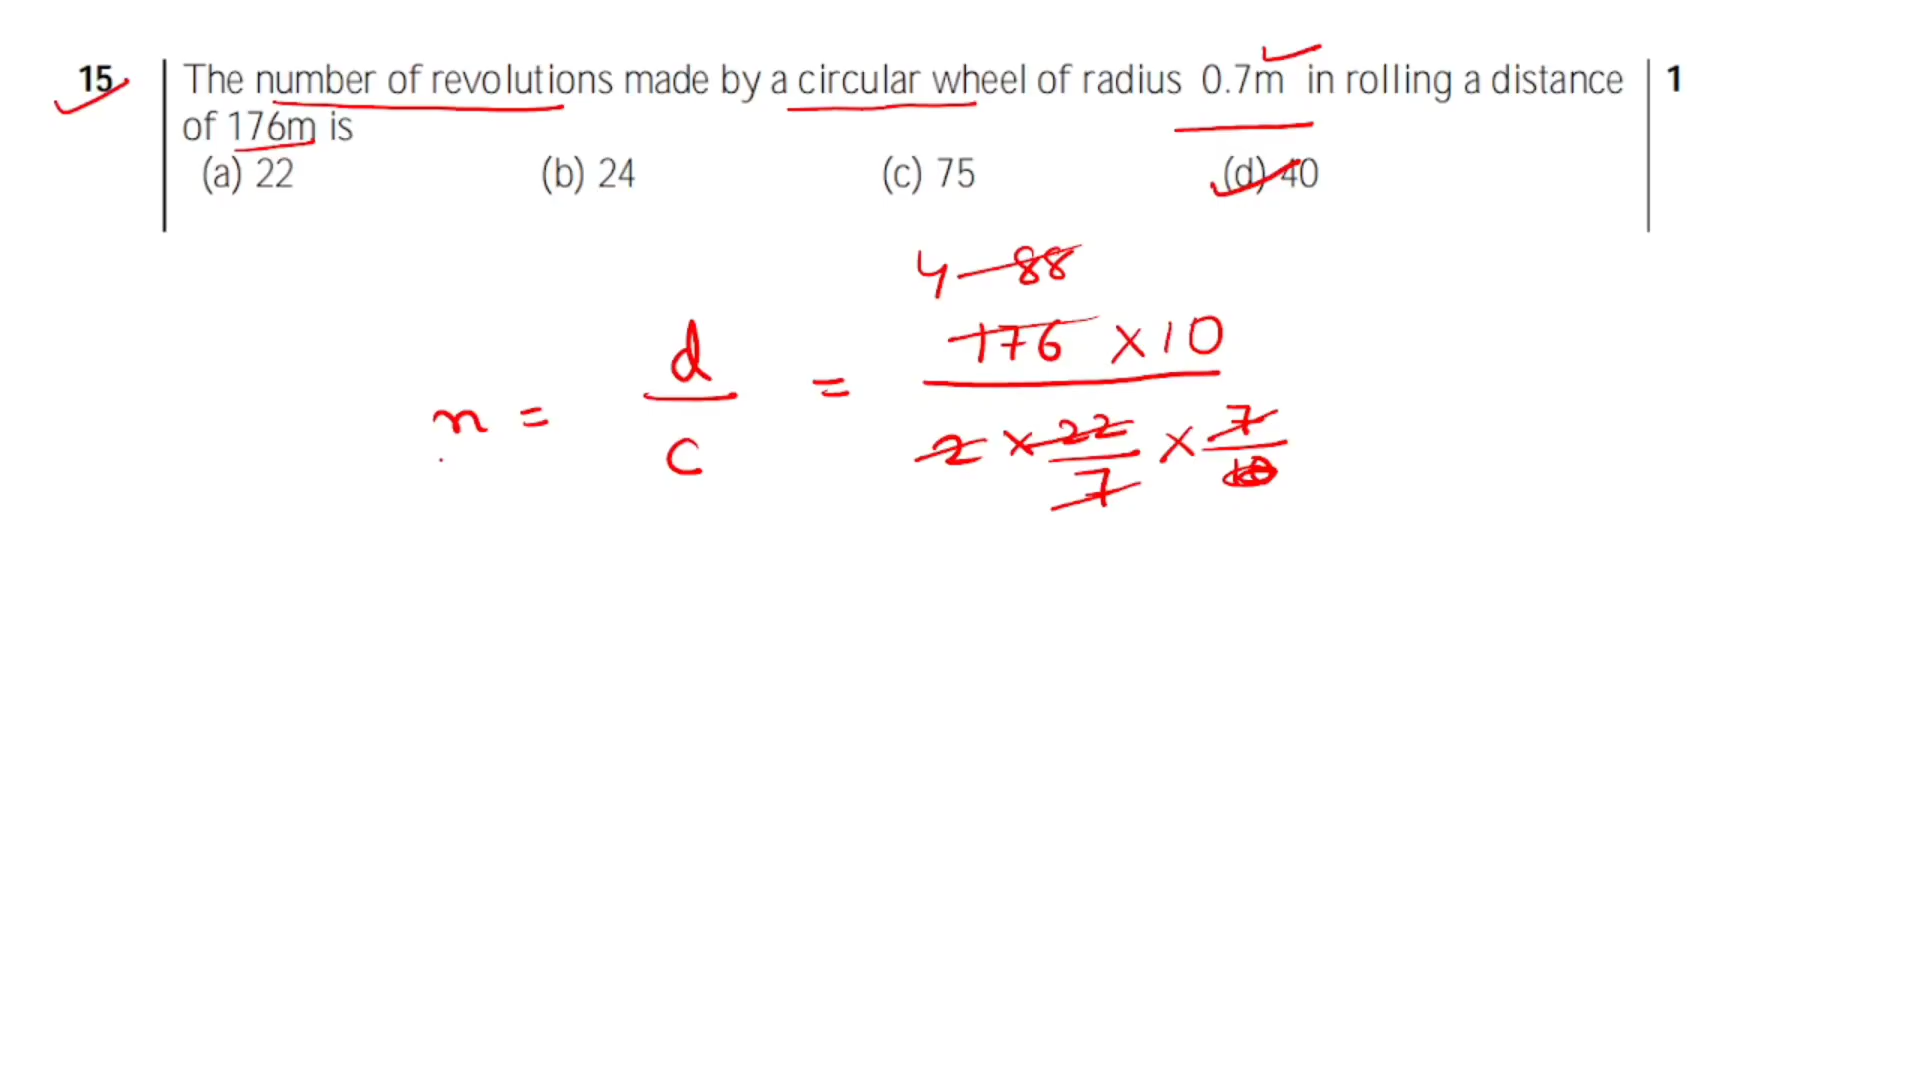 15 The number of revolutions made by a circular wheel of radius 0.7m in rolling a distance 1
of 176m is
(a) 22 (b) 24 (c) 75 (d) 40
4 88
n = d / c = 176 × 10 / 2 × 22/7 × 7/10